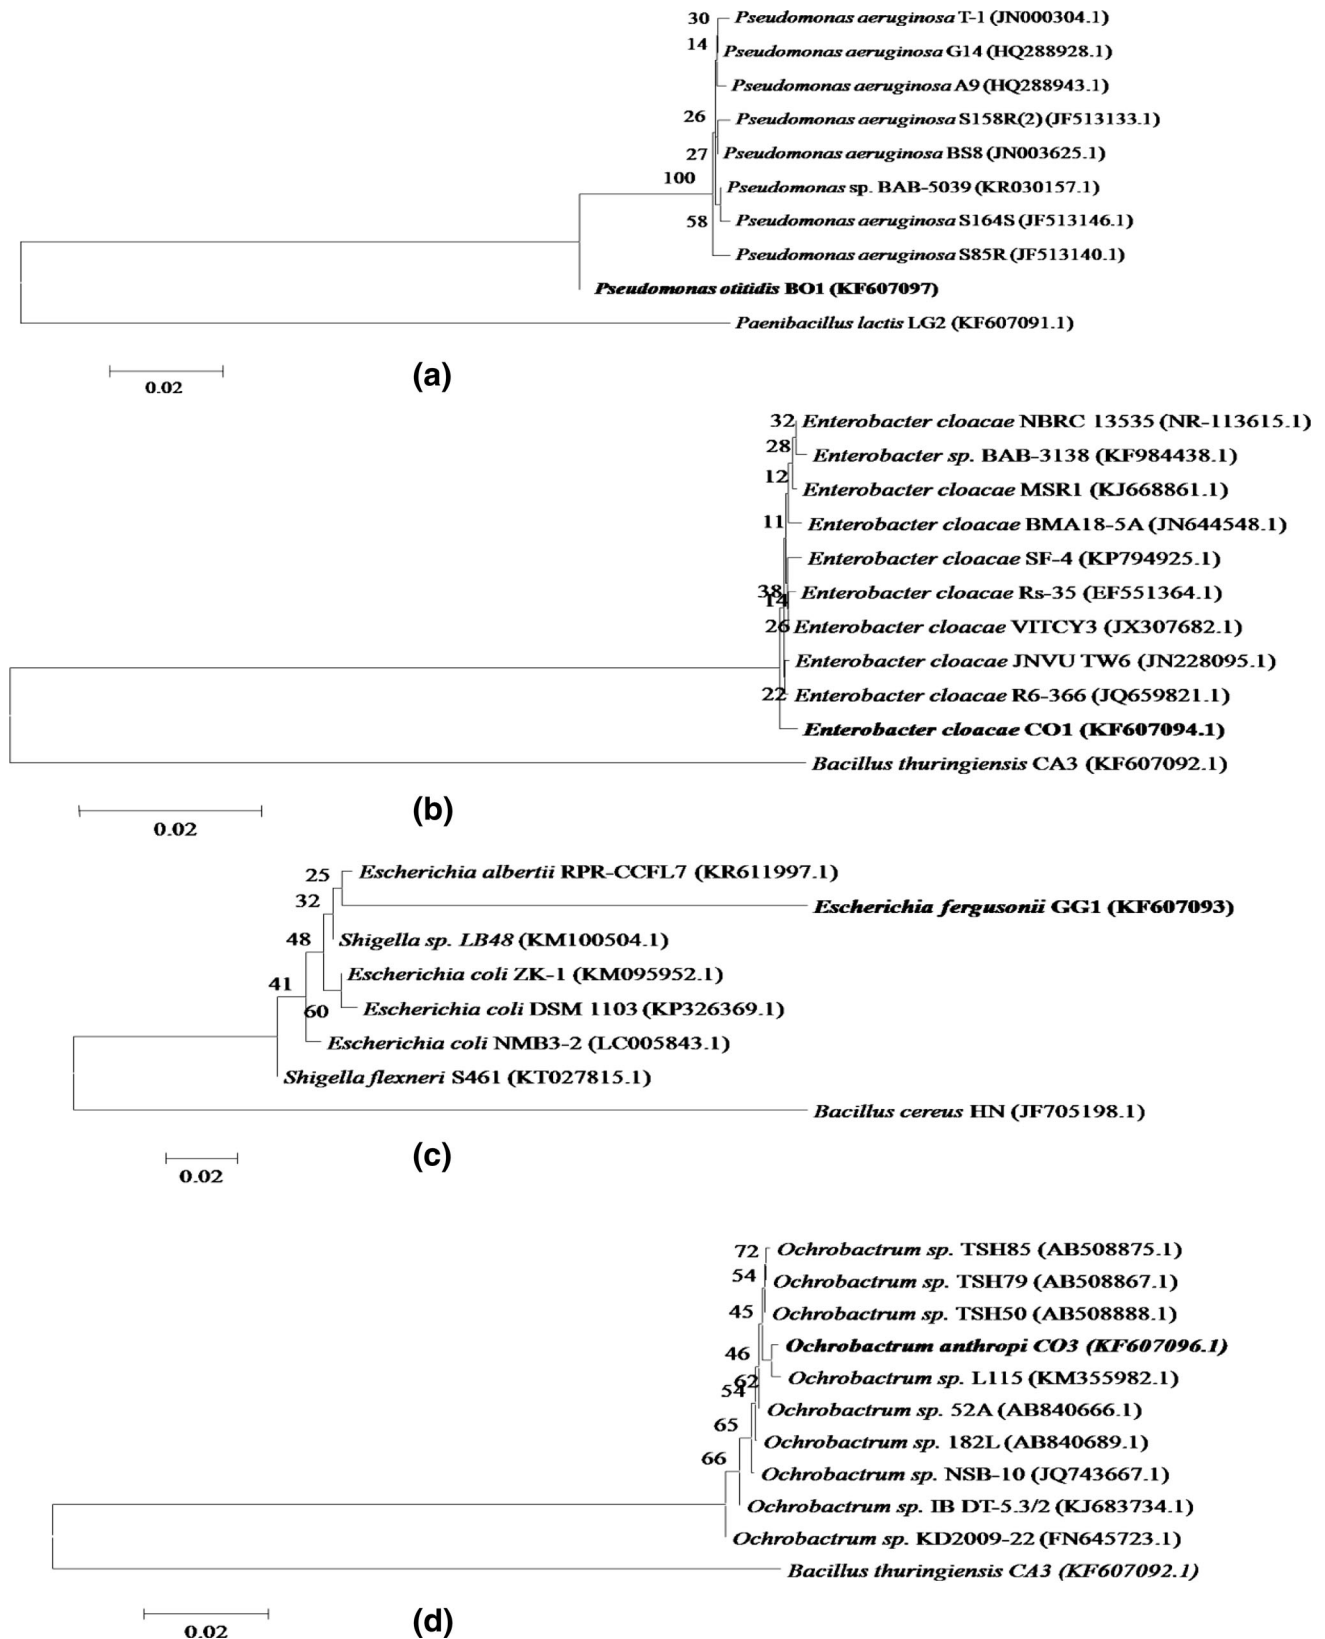 30 Pseudomonas aeruginosa T-1 (JN000304.1)
14 Pseudomonas aeruginosa G14 (HQ288928.1)
Pseudomonas aeruginosa A9 (HQ288943.1)
26 Pseudomonas aeruginosa S158R(2) (JF513133.1)
27 Pseudomonas aeruginosa BS8 (JN003625.1)
100 Pseudomonas sp. BAB-5039 (KR030157.1)
58 Pseudomonas aeruginosa S164S (JF513146.1)
Pseudomonas aeruginosa S85R (JF513140.1)
Pseudomonas otitidis BO1 (KF607097)
Paenibacillus lactis LG2 (KF607091.1)
0.02
(a)
32 Enterobacter cloacae NBRC 13535 (NR-113615.1)
28 Enterobacter sp. BAB-3138 (KF984438.1)
12 Enterobacter cloacae MSR1 (KJ668861.1)
11 Enterobacter cloacae BMA18-5A (JN644548.1)
Enterobacter cloacae SF-4 (KP794925.1)
38 Enterobacter cloacae Rs-35 (EF551364.1)
14
26 Enterobacter cloacae VITCY3 (JX307682.1)
Enterobacter cloacae JNVU TW6 (JN228095.1)
22 Enterobacter cloacae R6-366 (JQ659821.1)
Enterobacter cloacae CO1 (KF607094.1)
Bacillus thuringiensis CA3 (KF607092.1)
0.02
(b)
25 Escherichia albertii RPR-CCFL7 (KR611997.1)
32 Escherichia fergusonii GG1 (KF607093)
48 Shigella sp. LB48 (KM100504.1)
41 Escherichia coli ZK-1 (KM095952.1)
60 Escherichia coli DSM 1103 (KP326369.1)
Escherichia coli NMB3-2 (LC005843.1)
Shigella flexneri S461 (KT027815.1)
Bacillus cereus HN (JF705198.1)
0.02
(c)
72 Ochrobactrum sp. TSH85 (AB508875.1)
54 Ochrobactrum sp. TSH79 (AB508867.1)
45 Ochrobactrum sp. TSH50 (AB508888.1)
46 Ochrobactrum anthropi CO3 (KF607096.1)
62 Ochrobactrum sp. L115 (KM355982.1)
54
Ochrobactrum sp. 52A (AB840666.1)
65 Ochrobactrum sp. 182L (AB840689.1)
66 Ochrobactrum sp. NSB-10 (JQ743667.1)
Ochrobactrum sp. IB DT-5.3/2 (KJ683734.1)
Ochrobactrum sp. KD2009-22 (FN645723.1)
Bacillus thuringiensis CA3 (KF607092.1)
0.02
(d)